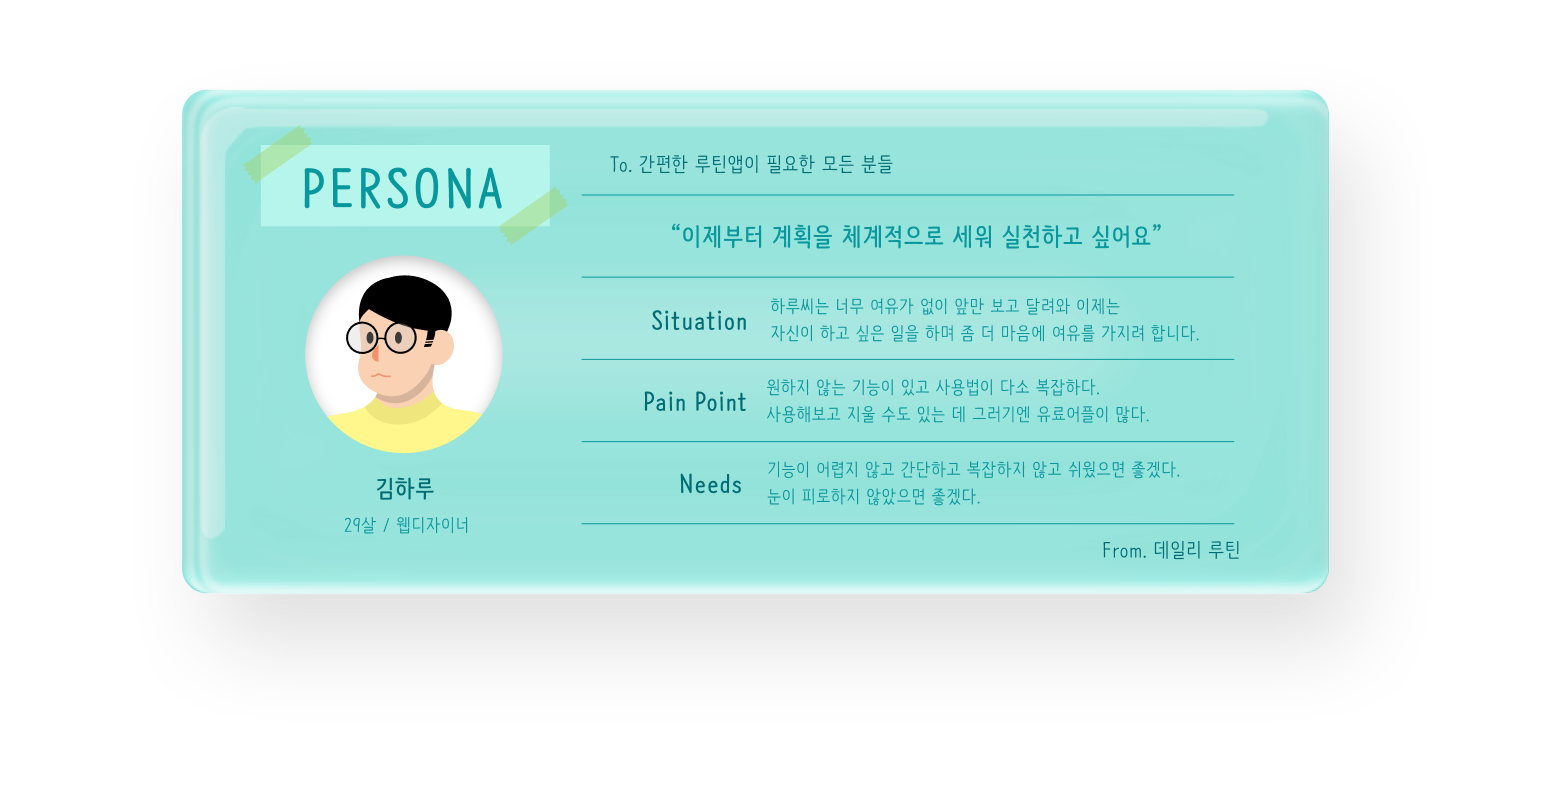 PERSONA
김하루
29살 / 웹디자이너
To. 간편한 루틴앱이 필요한 모든 분들
“이제부터 계획을 체계적으로 세워 실천하고 싶어요”
Situation
하루씨는 너무 여유가 없이 앞만 보고 달려와 이제는
자신이 하고 싶은 일을 하며 좀 더 마음에 여유를 가지려 합니다.
Pain Point
원하지 않는 기능이 있고 사용법이 다소 복잡하다.
사용해보고 지울 수도 있는 데 그러기엔 유료어플이 많다.
Needs
기능이 어렵지 않고 간단하고 복잡하지 않고 쉬웠으면 좋겠다.
눈이 피로하지 않았으면 좋겠다.
From. 데일리 루틴